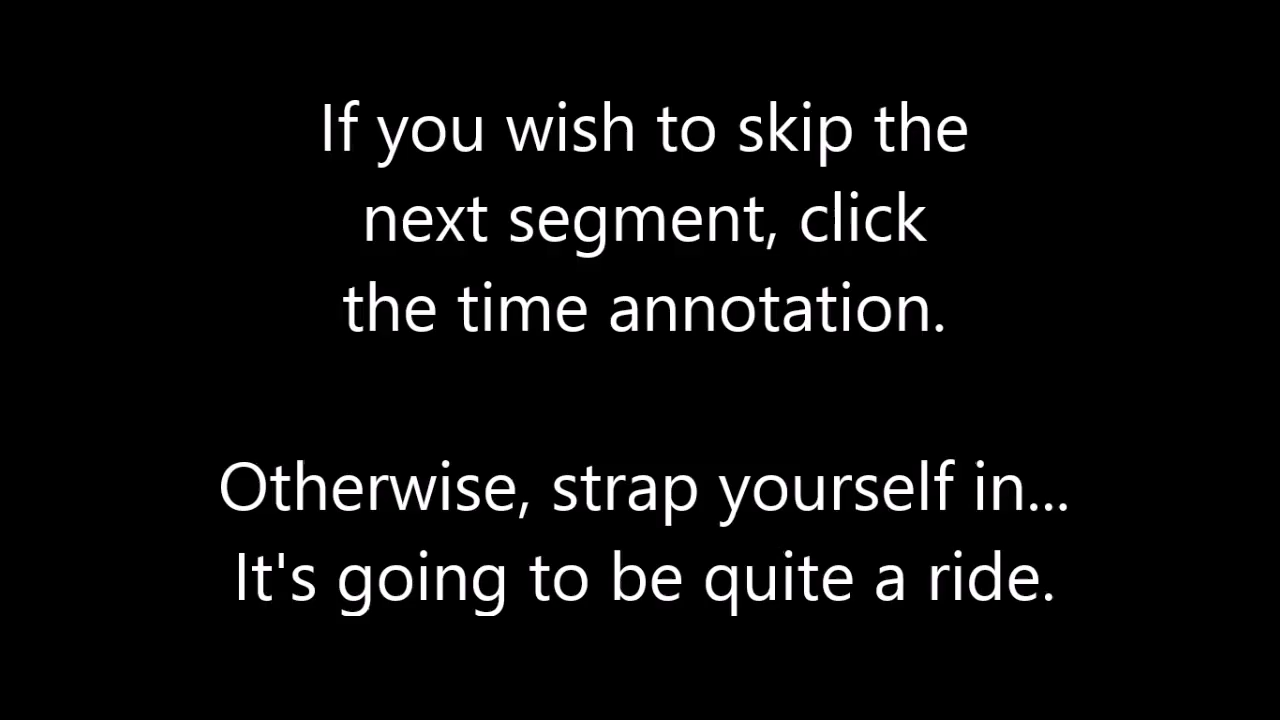 If you wish to skip the
next segment, click
the time annotation.
Otherwise, strap yourself in...
It's going to be quite a ride.